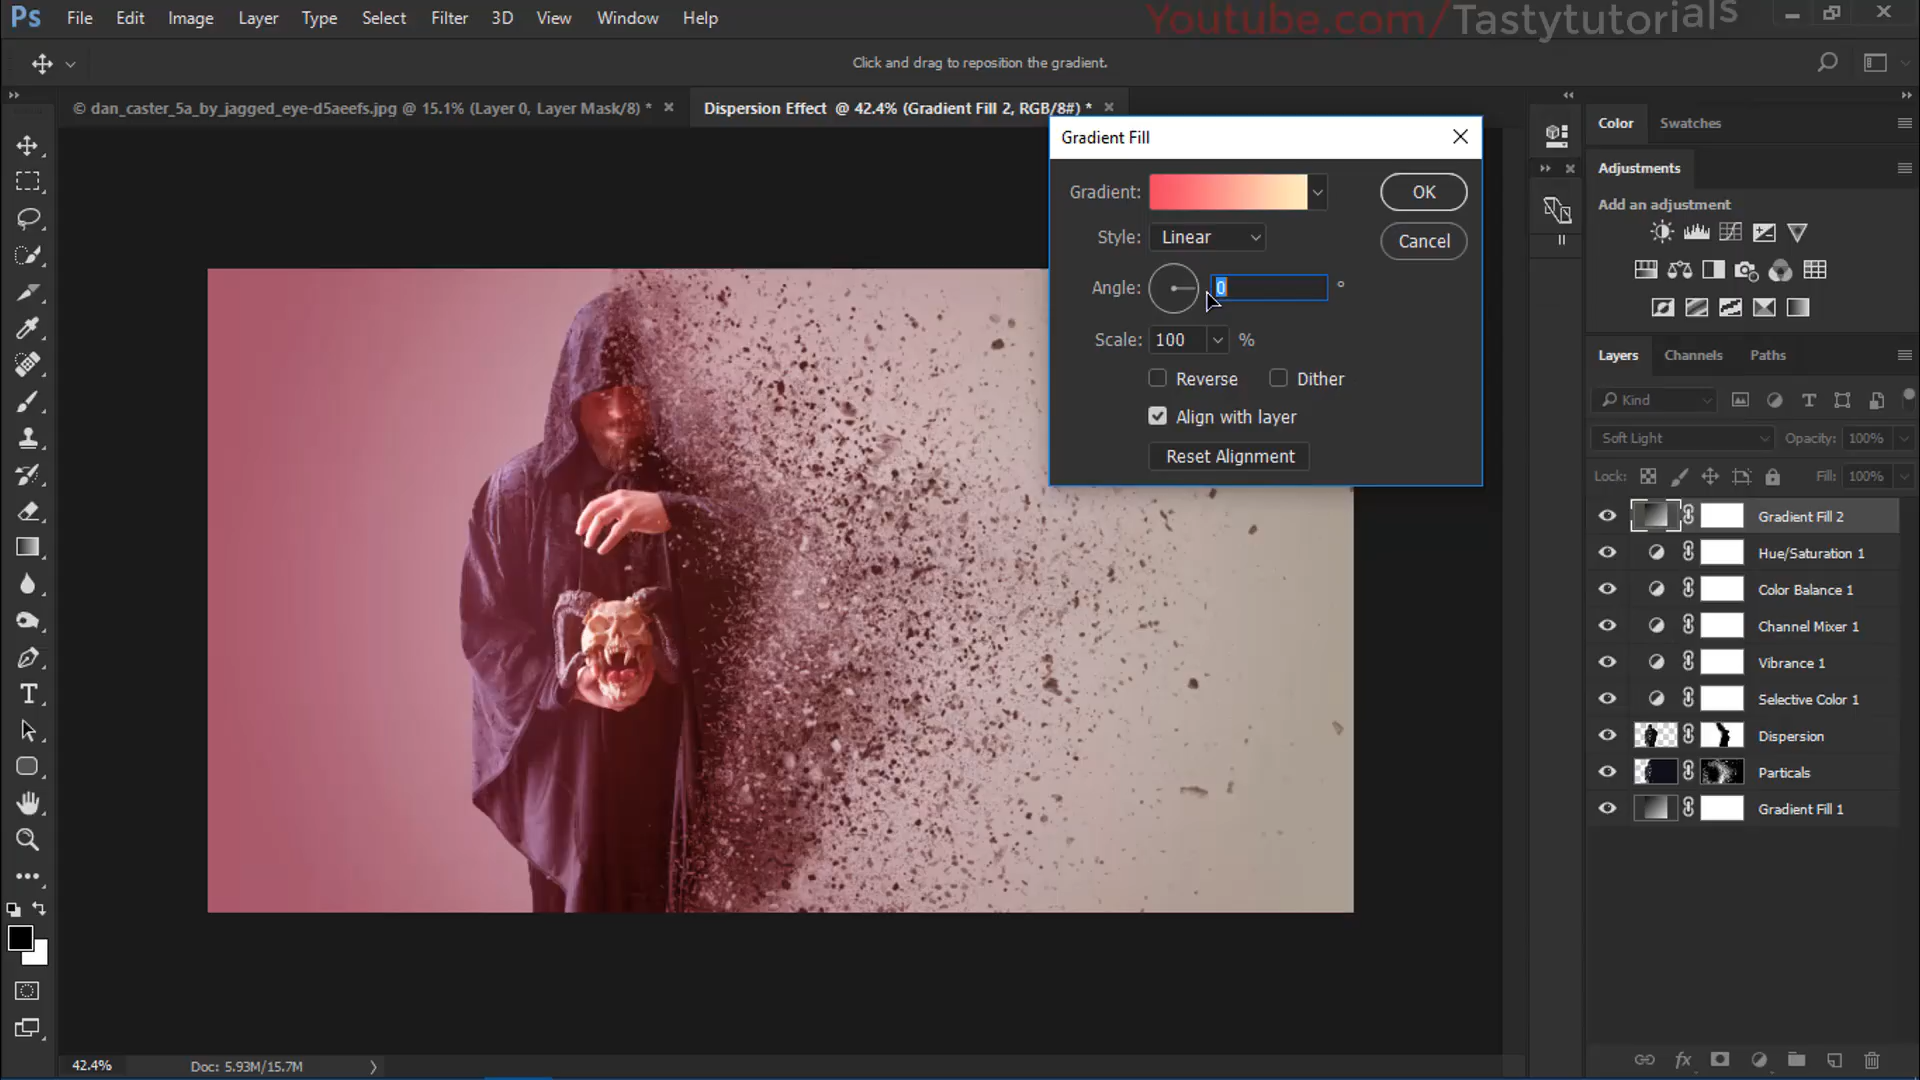 Ps File Edit Image Layer Type Select Filter 3D View Window Help
Youtube.com/Tastytutorials
Click and drag to reposition the gradient.
© dan_caster_5a_by_jagged_eye-d5aeefs.jpg @ 15.1% (Layer 0, Layer Mask/8) *
Dispersion Effect @ 42.4% (Gradient Fill 2, RGB/8#) *
Gradient Fill
Gradient:
OK
Style: Linear
Cancel
Angle: 0 °
Scale: 100 %
Reverse Dither
Align with layer
Reset Alignment
Color Swatches
Adjustments
Add an adjustment
Layers Channels Paths
Kind
Soft Light Opacity: 100%
Lock: Fill: 100%
Gradient Fill 2
Hue/Saturation 1
Color Balance 1
Channel Mixer 1
Vibrance 1
Selective Color 1
Dispersion
Particals
Gradient Fill 1
42.4% Doc: 5.93M/15.7M